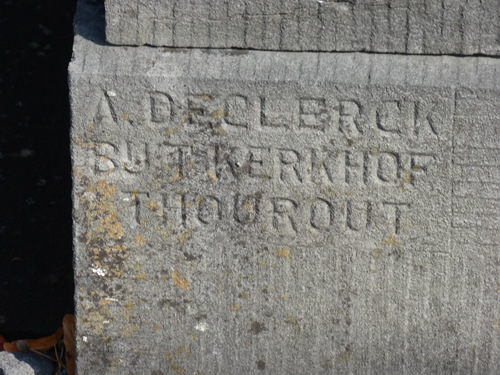 A. DECLERCK
BIJ 'T KERKHOF
THOUROUT